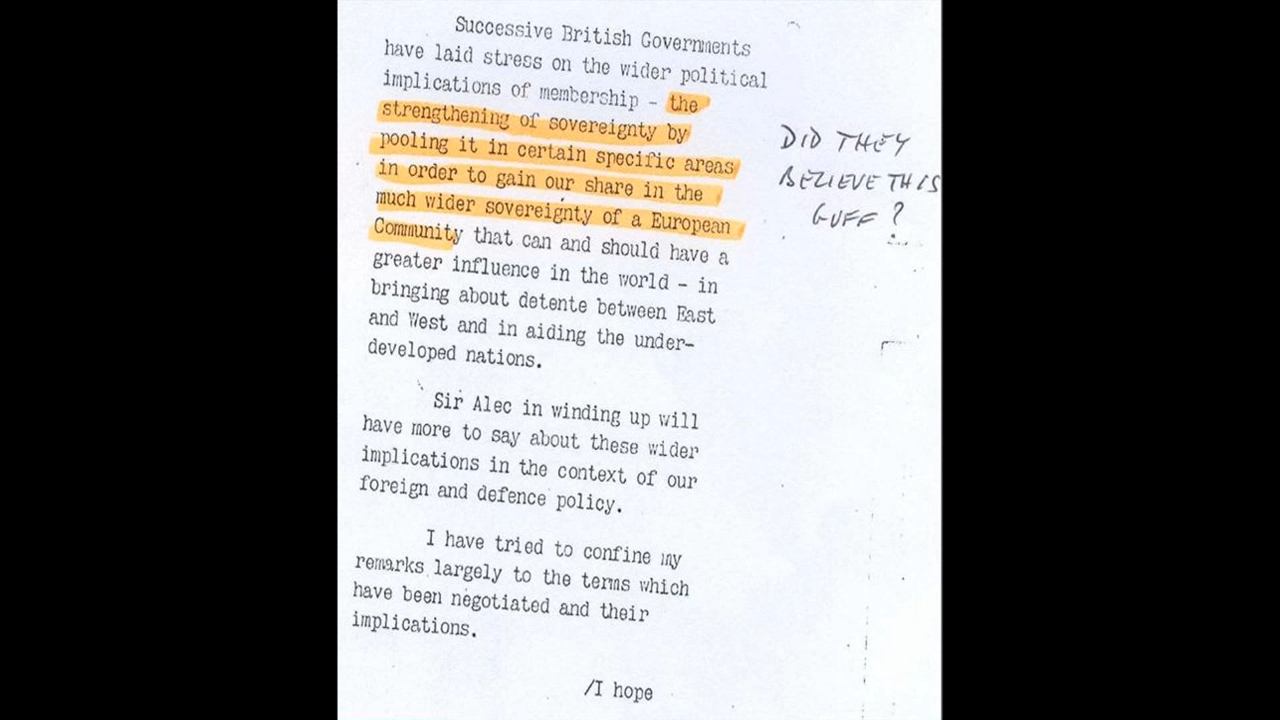 Successive British Governments
have laid stress on the wider political
implications of membership - the
strengthening of sovereignty by
pooling it in certain specific areas
in order to gain our share in the
much wider sovereignty of a European
Community that can and should have a
greater influence in the world - in
bringing about detente between East
and West and in aiding the under-
developed nations.
Sir Alec in winding up will
have more to say about these wider
implications in the context of our
foreign and defence policy.
I have tried to confine my
remarks largely to the terms which
have been negotiated and their
implications.
/I hope
DID THEY
BELIEVE THIS
GUFF?